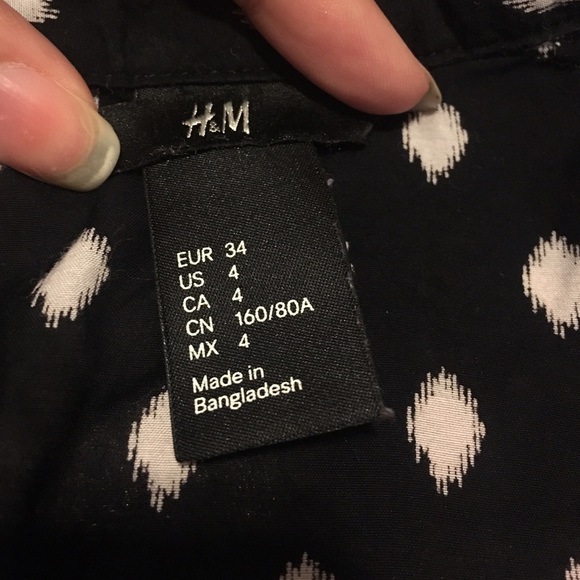 H&M
EUR 34
US 4
CA 4
CN 160/80A
MX 4
Made in
Bangladesh